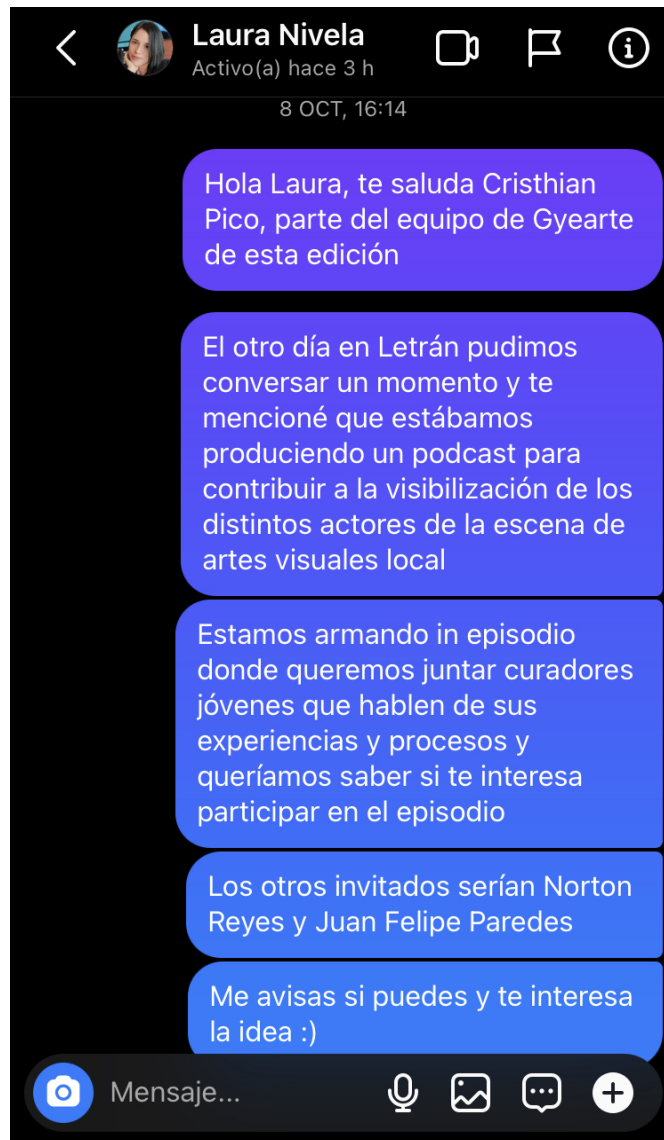 Laura Nivela
Activo(a) hace 3 h
8 OCT, 16:14
Hola Laura, te saluda Cristhian
Pico, parte del equipo de Gyearte
de esta edición
El otro día en Letrán pudimos
conversar un momento y te
mencioné que estábamos
produciendo un podcast para
contribuir a la visibilización de los
distintos actores de la escena de
artes visuales local
Estamos armando in episodio
donde queremos juntar curadores
jóvenes que hablen de sus
experiencias y procesos y
queríamos saber si te interesa
participar en el episodio
Los otros invitados serían Norton
Reyes y Juan Felipe Paredes
Me avisas si puedes y te interesa
la idea :)
Mensaje...